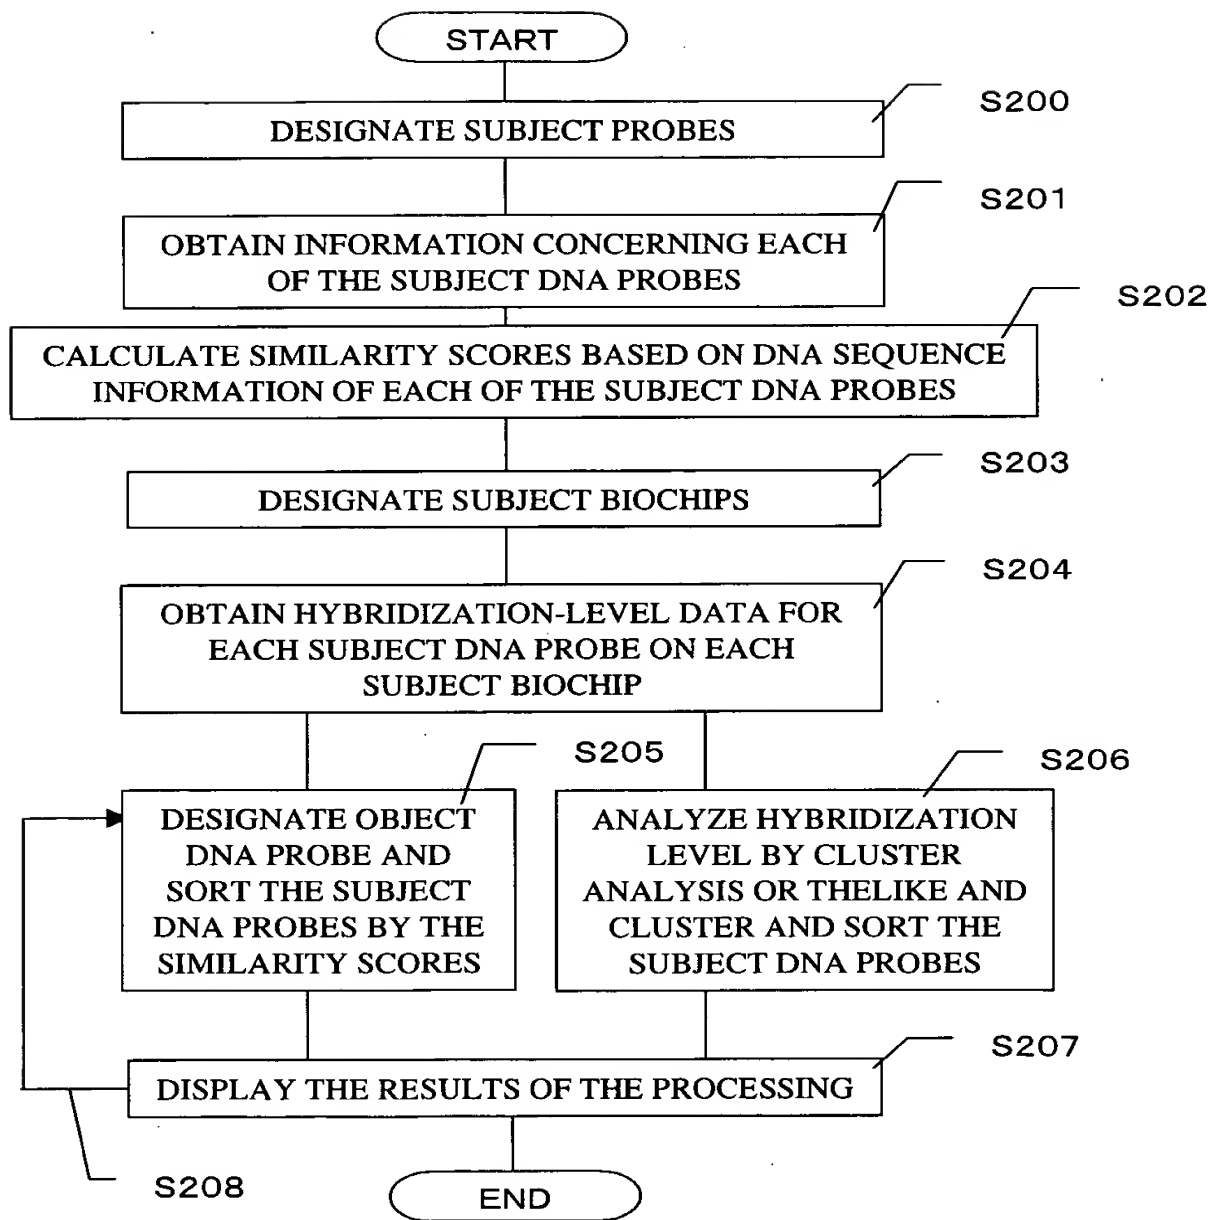 START
S200
DESIGNATE SUBJECT PROBES
S201
OBTAIN INFORMATION CONCERNING EACH
OF THE SUBJECT DNA PROBES
S202
CALCULATE SIMILARITY SCORES BASED ON DNA SEQUENCE
INFORMATION OF EACH OF THE SUBJECT DNA PROBES
S203
DESIGNATE SUBJECT BIOCHIPS
S204
OBTAIN HYBRIDIZATION-LEVEL DATA FOR
EACH SUBJECT DNA PROBE ON EACH
SUBJECT BIOCHIP
S205
DESIGNATE OBJECT
DNA PROBE AND
SORT THE SUBJECT
DNA PROBES BY THE
SIMILARITY SCORES
S206
ANALYZE HYBRIDIZATION
LEVEL BY CLUSTER
ANALYSIS OR THELIKE AND
CLUSTER AND SORT THE
SUBJECT DNA PROBES
S207
DISPLAY THE RESULTS OF THE PROCESSING
S208
END